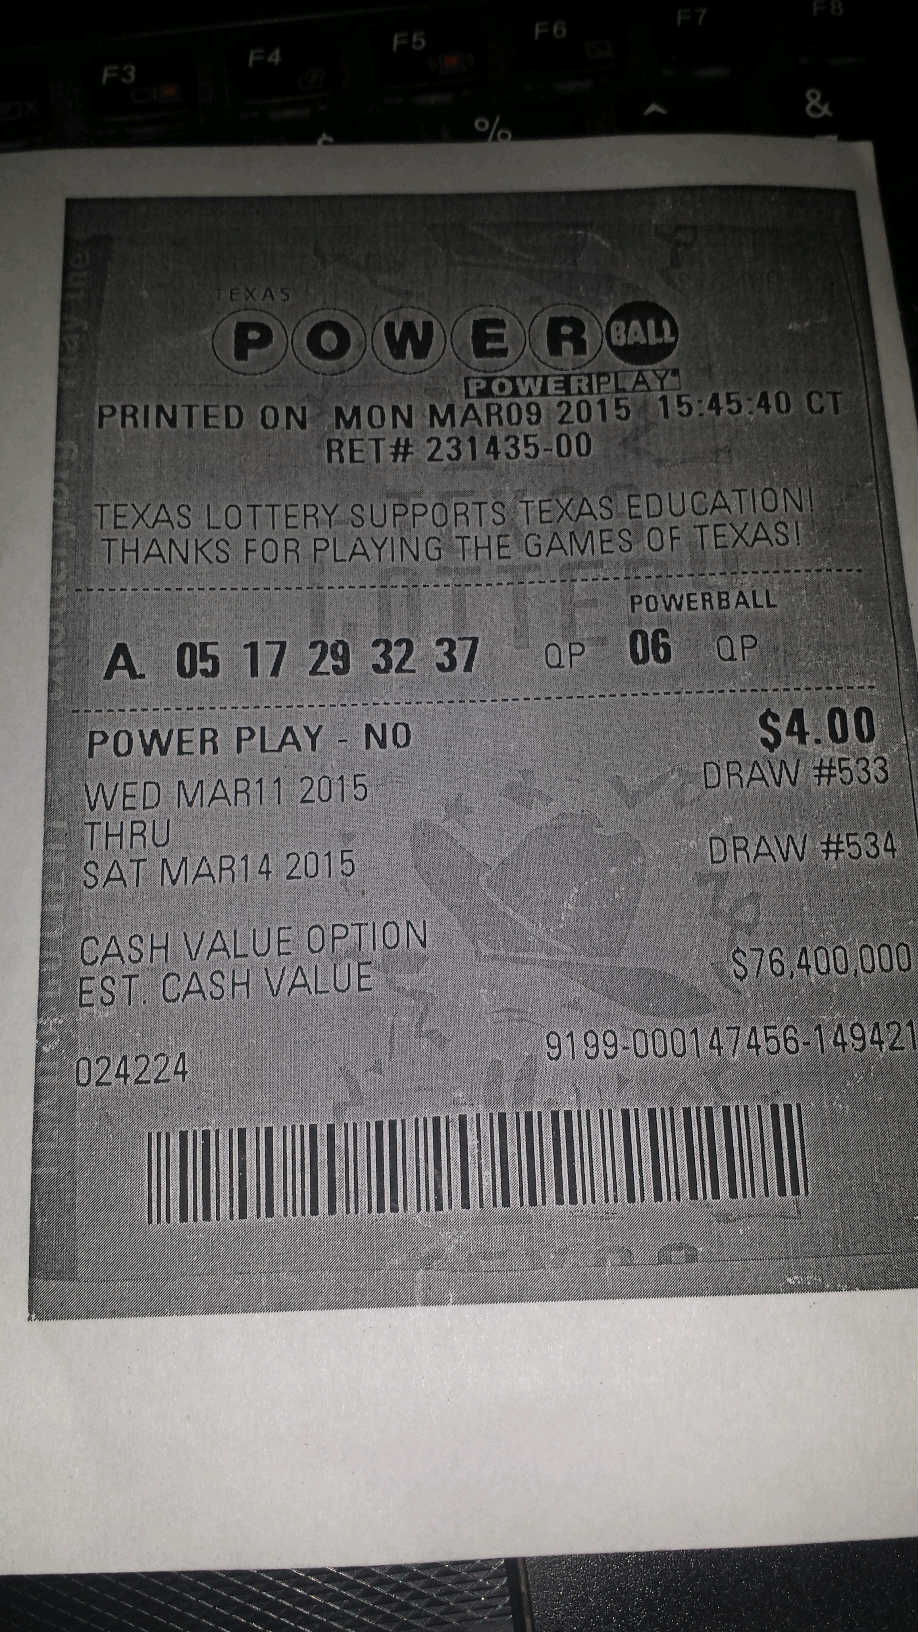 F3 F4 F5 F6 F7 F8
% ^ &
TEXAS
POWERBALL
POWERPLAY
PRINTED ON MON MAR09 2015 15:45:40 CT
RET# 231435-00
TEXAS LOTTERY SUPPORTS TEXAS EDUCATION!
THANKS FOR PLAYING THE GAMES OF TEXAS!
POWERBALL
A. 05 17 29 32 37 QP 06 QP
POWER PLAY - NO $4.00
WED MAR11 2015 DRAW #533
THRU
SAT MAR14 2015 DRAW #534
CASH VALUE OPTION
EST. CASH VALUE $76,400,000
024224 9199-000147456-149421